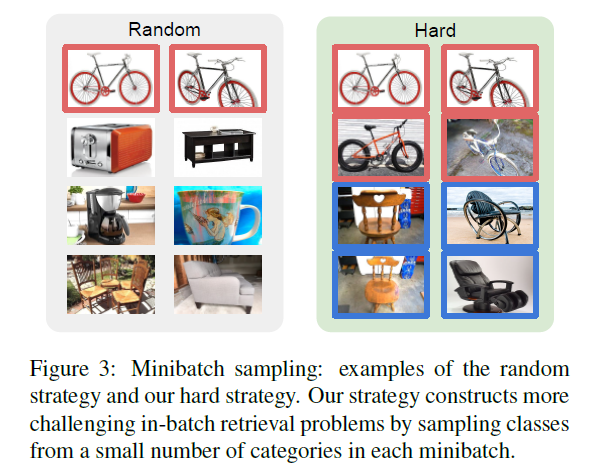 Random
Hard
Figure 3: Minibatch sampling: examples of the random
strategy and our hard strategy. Our strategy constructs more
challenging in-batch retrieval problems by sampling classes
from a small number of categories in each minibatch.